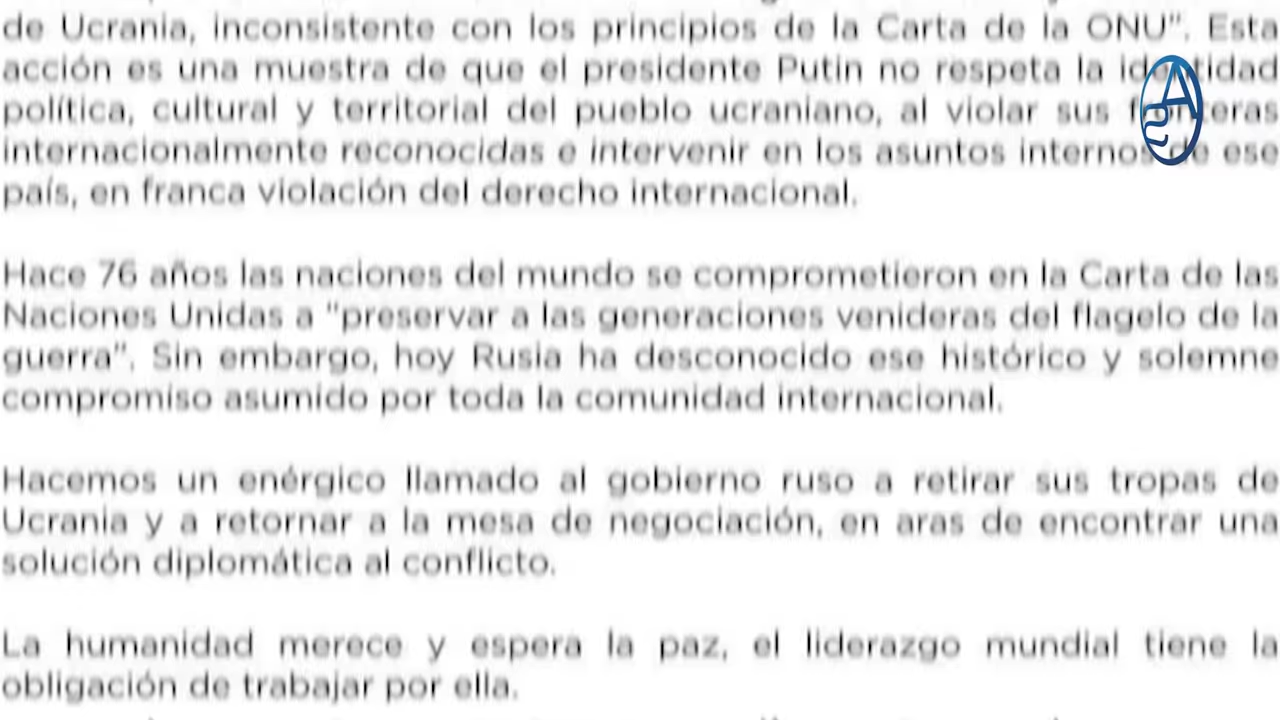 de Ucrania, inconsistente con los principios de la Carta de la ONU". Esta
acción es una muestra de que el presidente Putin no respeta la identidad
política, cultural y territorial del pueblo ucraniano, al violar sus fronteras
internacionalmente reconocidas e intervenir en los asuntos internos de ese
país, en franca violación del derecho internacional.
Hace 76 años las naciones del mundo se comprometieron en la Carta de las
Naciones Unidas a "preservar a las generaciones venideras del flagelo de la
guerra". Sin embargo, hoy Rusia ha desconocido ese histórico y solemne
compromiso asumido por toda la comunidad internacional.
Hacemos un enérgico llamado al gobierno ruso a retirar sus tropas de
Ucrania y a retornar a la mesa de negociación, en aras de encontrar una
solución diplomática al conflicto.
La humanidad merece y espera la paz, el liderazgo mundial tiene la
obligación de trabajar por ella.